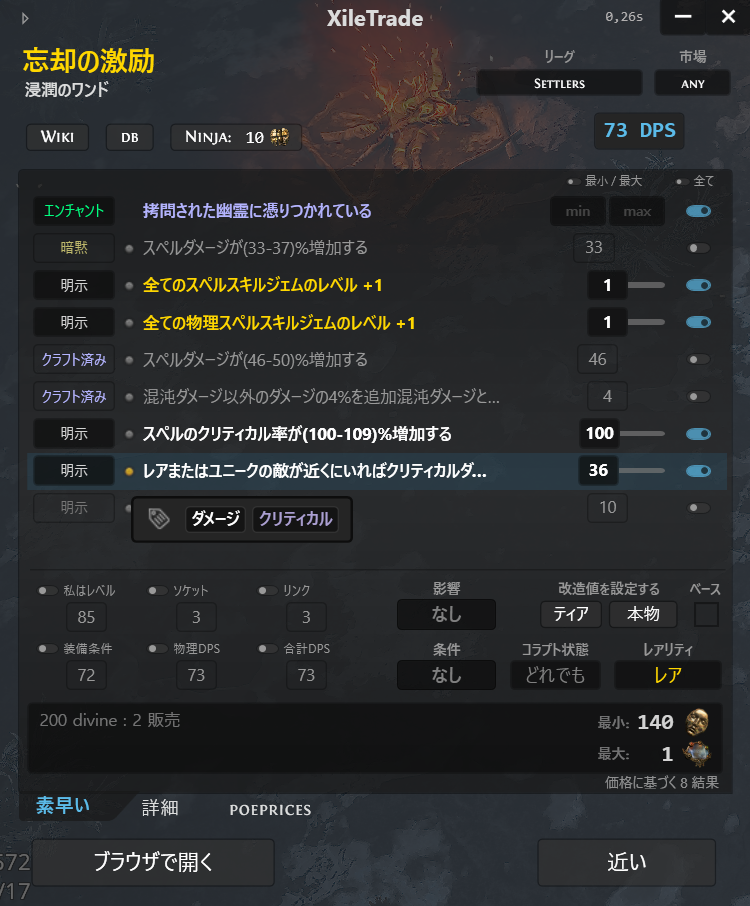 XileTrade
0,26s
忘却の激励
浸潤のワンド
リーグ
市場
SETTLERS
ANY
WIKI
DB
NINJA: 10
73 DPS
最小 / 最大
全て
エンチャント
拷問された幽霊に憑りつかれている
min
max
暗黙
スペルダメージが(33-37)%増加する
33
明示
全てのスペルスキルジェムのレベル +1
1
明示
全ての物理スペルスキルジェムのレベル +1
1
クラフト済み
スペルダメージが(46-50)%増加する
46
クラフト済み
混沌ダメージ以外のダメージの4%を追加混沌ダメージと...
4
明示
スペルのクリティカル率が(100-109)%増加する
100
明示
レアまたはユニークの敵が近くにいればクリティカルダ...
36
明示
10
ダメージ
クリティカル
私はレベル
ソケット
リンク
影響
改造値を設定する
ベース
85
3
3
なし
ティア
本物
装備条件
物理DPS
合計DPS
条件
コラプト状態
レアリティ
72
73
73
なし
どれでも
レア
200 divine : 2 販売
最小: 140
最大: 1
価格に基づく 8 結果
素早い
詳細
POEPRICES
572
/17
ブラウザで開く
近い